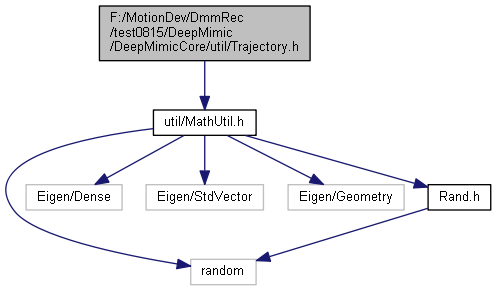 F:/MotionDev/DmmRec
/test0815/DeepMimic
/DeepMimicCore/util/Trajectory.h
util/MathUtil.h
Eigen/Dense
Eigen/StdVector
Eigen/Geometry
Rand.h
random